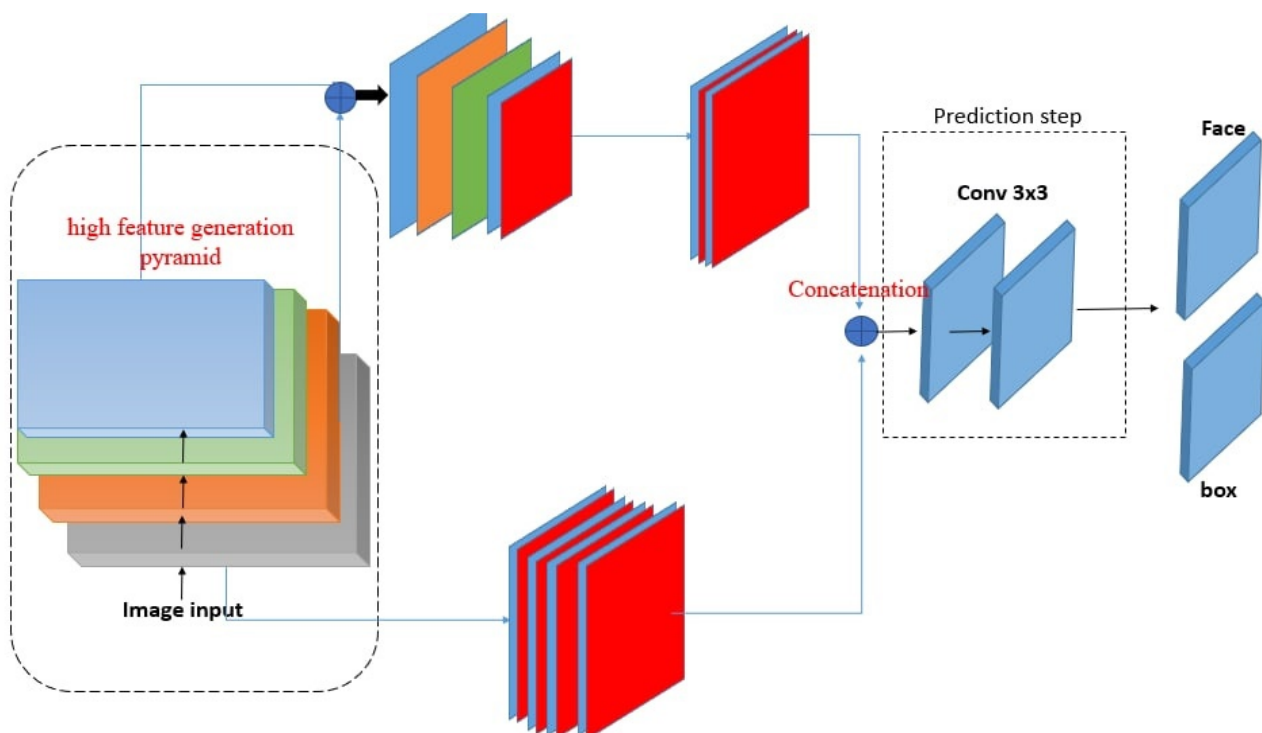 high feature generation
pyramid
Image input
Concatenation
Prediction step
Conv 3x3
Face
box